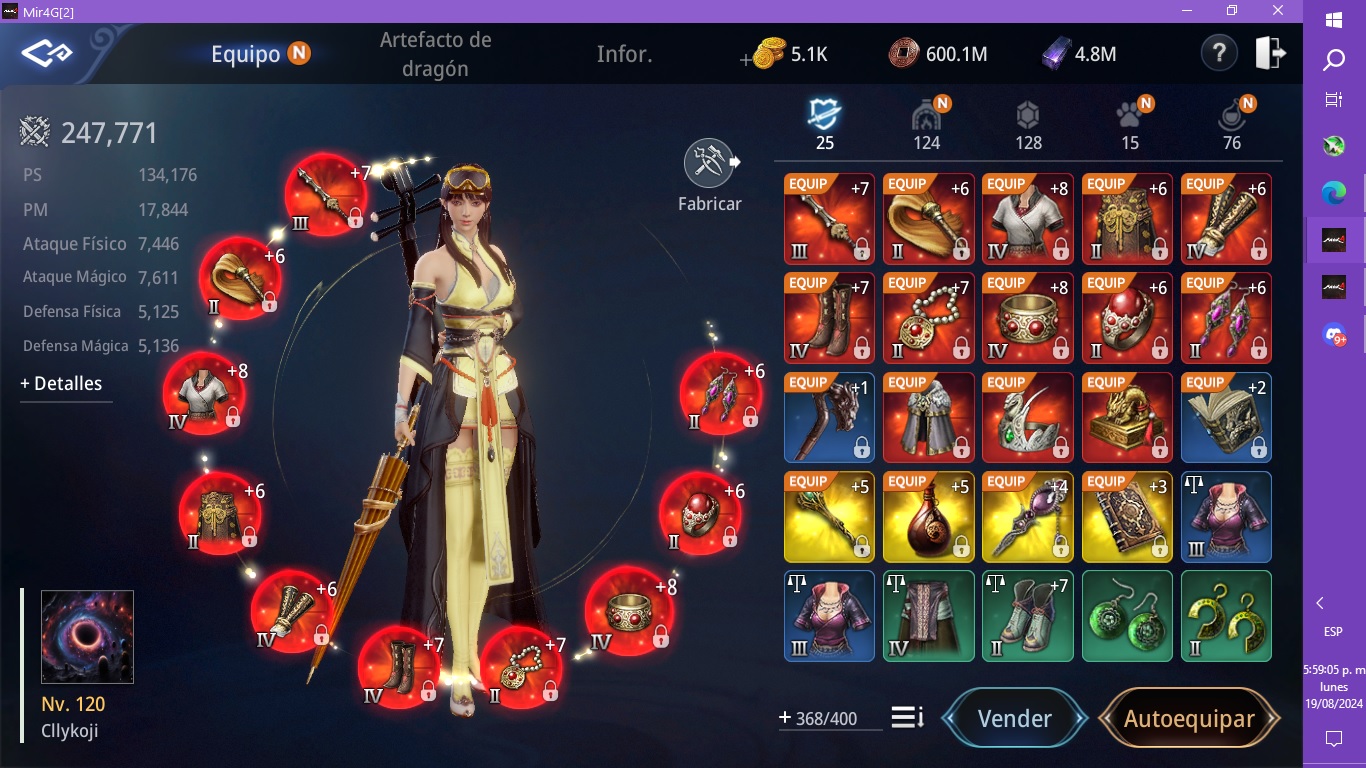 Mir4G[2]
Equipo N
Artefacto de
dragón
Infor.
5.1K
600.1M
4.8M
?
247,771
PS 134,176
PM 17,844
Ataque Físico 7,446
Ataque Mágico 7,611
Defensa Física 5,125
Defensa Mágica 5,136
+ Detalles
Fabricar
+7
III
+6
II
+8
IV
+6
II
+6
IV
+7
IV
+7
II
+8
IV
+6
II
+6
II
Nv. 120
Cllykoji
25
N
124
128
N
15
N
76
EQUIP +7 III
EQUIP +6 II
EQUIP +8 IV
EQUIP +6 II
EQUIP +6 IV
EQUIP +7 IV
EQUIP +7 II
EQUIP +8 IV
EQUIP +6 II
EQUIP +6 II
EQUIP +1
EQUIP
EQUIP
EQUIP
EQUIP +2
EQUIP +5
EQUIP +5
EQUIP +4
EQUIP +3
III
III
IV
+7 II
II
+ 368/400
Vender
Autoequipar
9+
ESP
5:59:05 p. m
lunes
19/08/2024